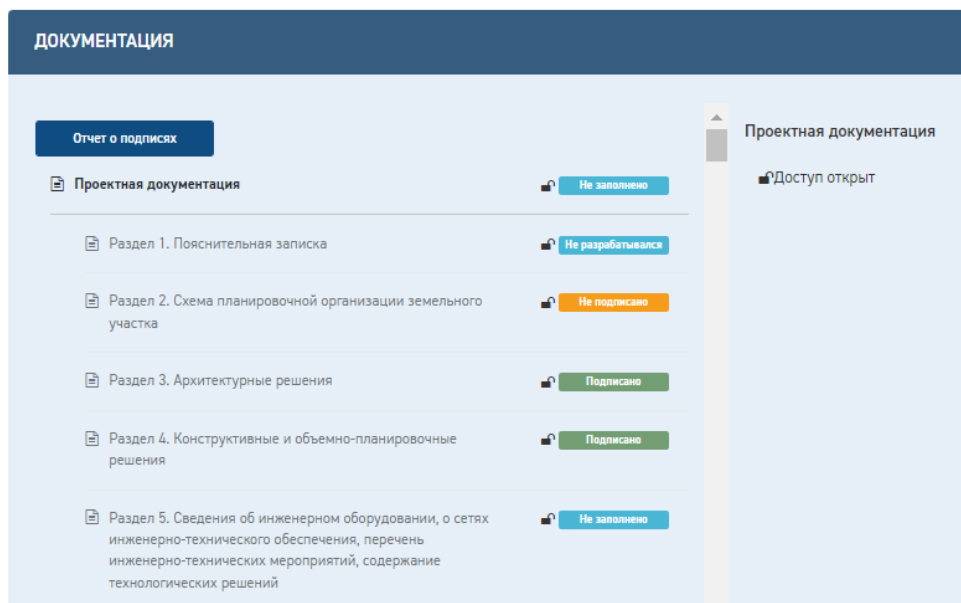 ДОКУМЕНТАЦИЯ
Отчет о подписях
Проектная документация
Не заполнено
Раздел 1. Пояснительная записка
Не разрабатывался
Раздел 2. Схема планировочной организации земельного
участка
Не подписано
Раздел 3. Архитектурные решения
Подписано
Раздел 4. Конструктивные и объемно-планировочные
решения
Подписано
Раздел 5. Сведения об инженерном оборудовании, о сетях
инженерно-технического обеспечения, перечень
инженерно-технических мероприятий, содержание
технологических решений
Не заполнено
Проектная документация
Доступ открыт